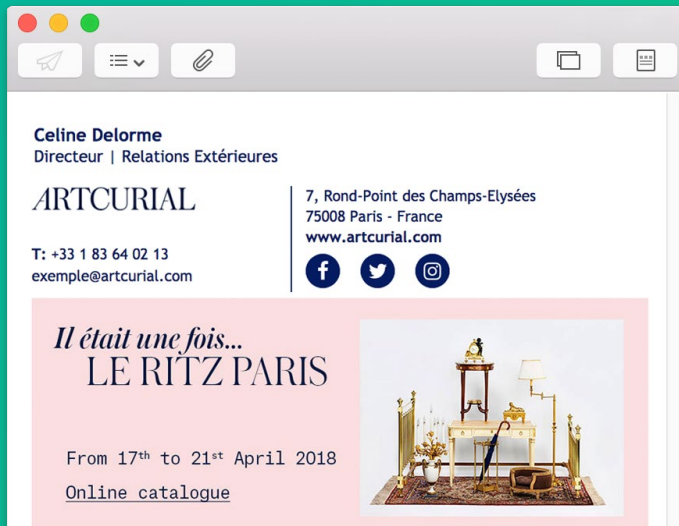 Celine Delorme
Directeur | Relations Extérieures
ARTCURIAL
T: +33 1 83 64 02 13
exemple@artcurial.com
7, Rond-Point des Champs-Elysées
75008 Paris - France
www.artcurial.com
Il était une fois...
LE RITZ PARIS
From 17th to 21st April 2018
Online catalogue